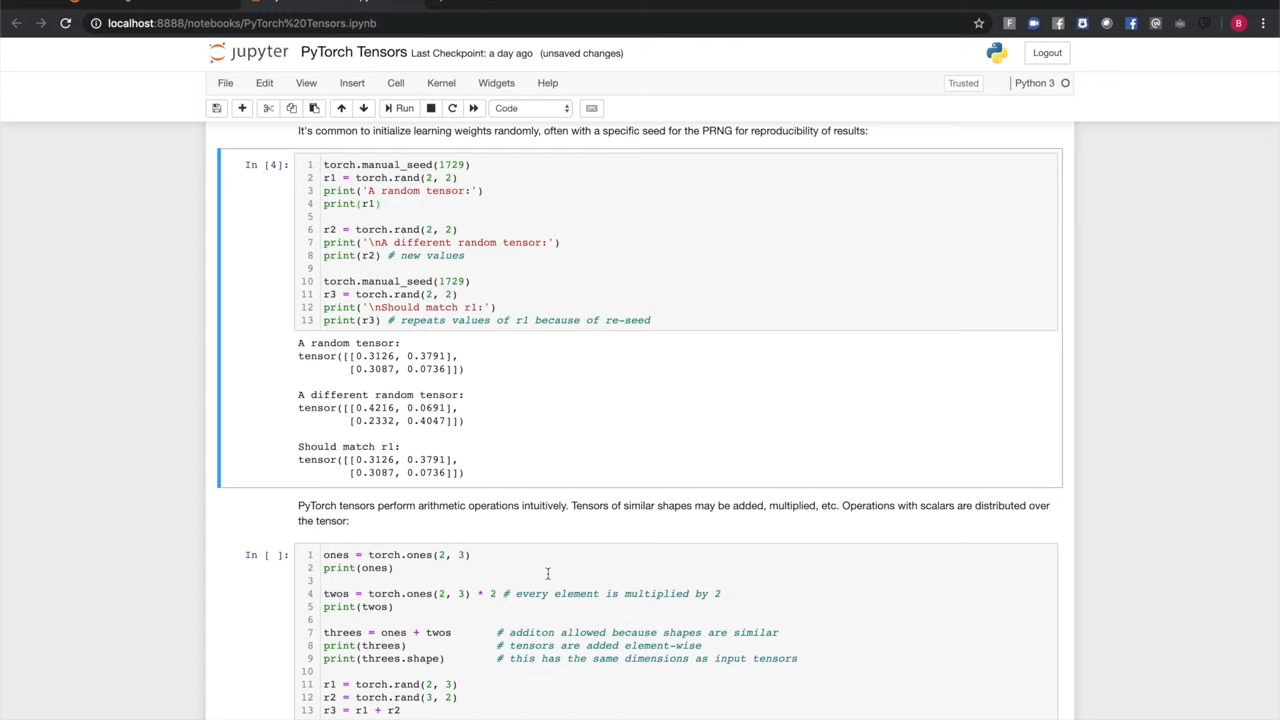 localhost:8888/notebooks/PyTorch%20Tensors.ipynb
B
jupyter PyTorch Tensors Last Checkpoint: a day ago (unsaved changes)
Logout
File Edit View Insert Cell Kernel Widgets Help
Trusted Python 3
Run Code
It's common to initialize learning weights randomly, often with a specific seed for the PRNG for reproducibility of results:
In [4]:
1 torch.manual_seed(1729)
2 r1 = torch.rand(2, 2)
3 print('A random tensor:')
4 print(r1)
5
6 r2 = torch.rand(2, 2)
7 print('\nA different random tensor:')
8 print(r2) # new values
9
10 torch.manual_seed(1729)
11 r3 = torch.rand(2, 2)
12 print('\nShould match r1:')
13 print(r3) # repeats values of r1 because of re-seed
A random tensor:
tensor([[0.3126, 0.3791],
[0.3087, 0.0736]])
A different random tensor:
tensor([[0.4216, 0.0691],
[0.2332, 0.4047]])
Should match r1:
tensor([[0.3126, 0.3791],
[0.3087, 0.0736]])
PyTorch tensors perform arithmetic operations intuitively. Tensors of similar shapes may be added, multiplied, etc. Operations with scalars are distributed over
the tensor:
In [ ]:
1 ones = torch.ones(2, 3)
2 print(ones)
3
4 twos = torch.ones(2, 3) * 2 # every element is multiplied by 2
5 print(twos)
6
7 threes = ones + twos # additon allowed because shapes are similar
8 print(threes) # tensors are added element-wise
9 print(threes.shape) # this has the same dimensions as input tensors
10
11 r1 = torch.rand(2, 3)
12 r2 = torch.rand(3, 2)
13 r3 = r1 + r2